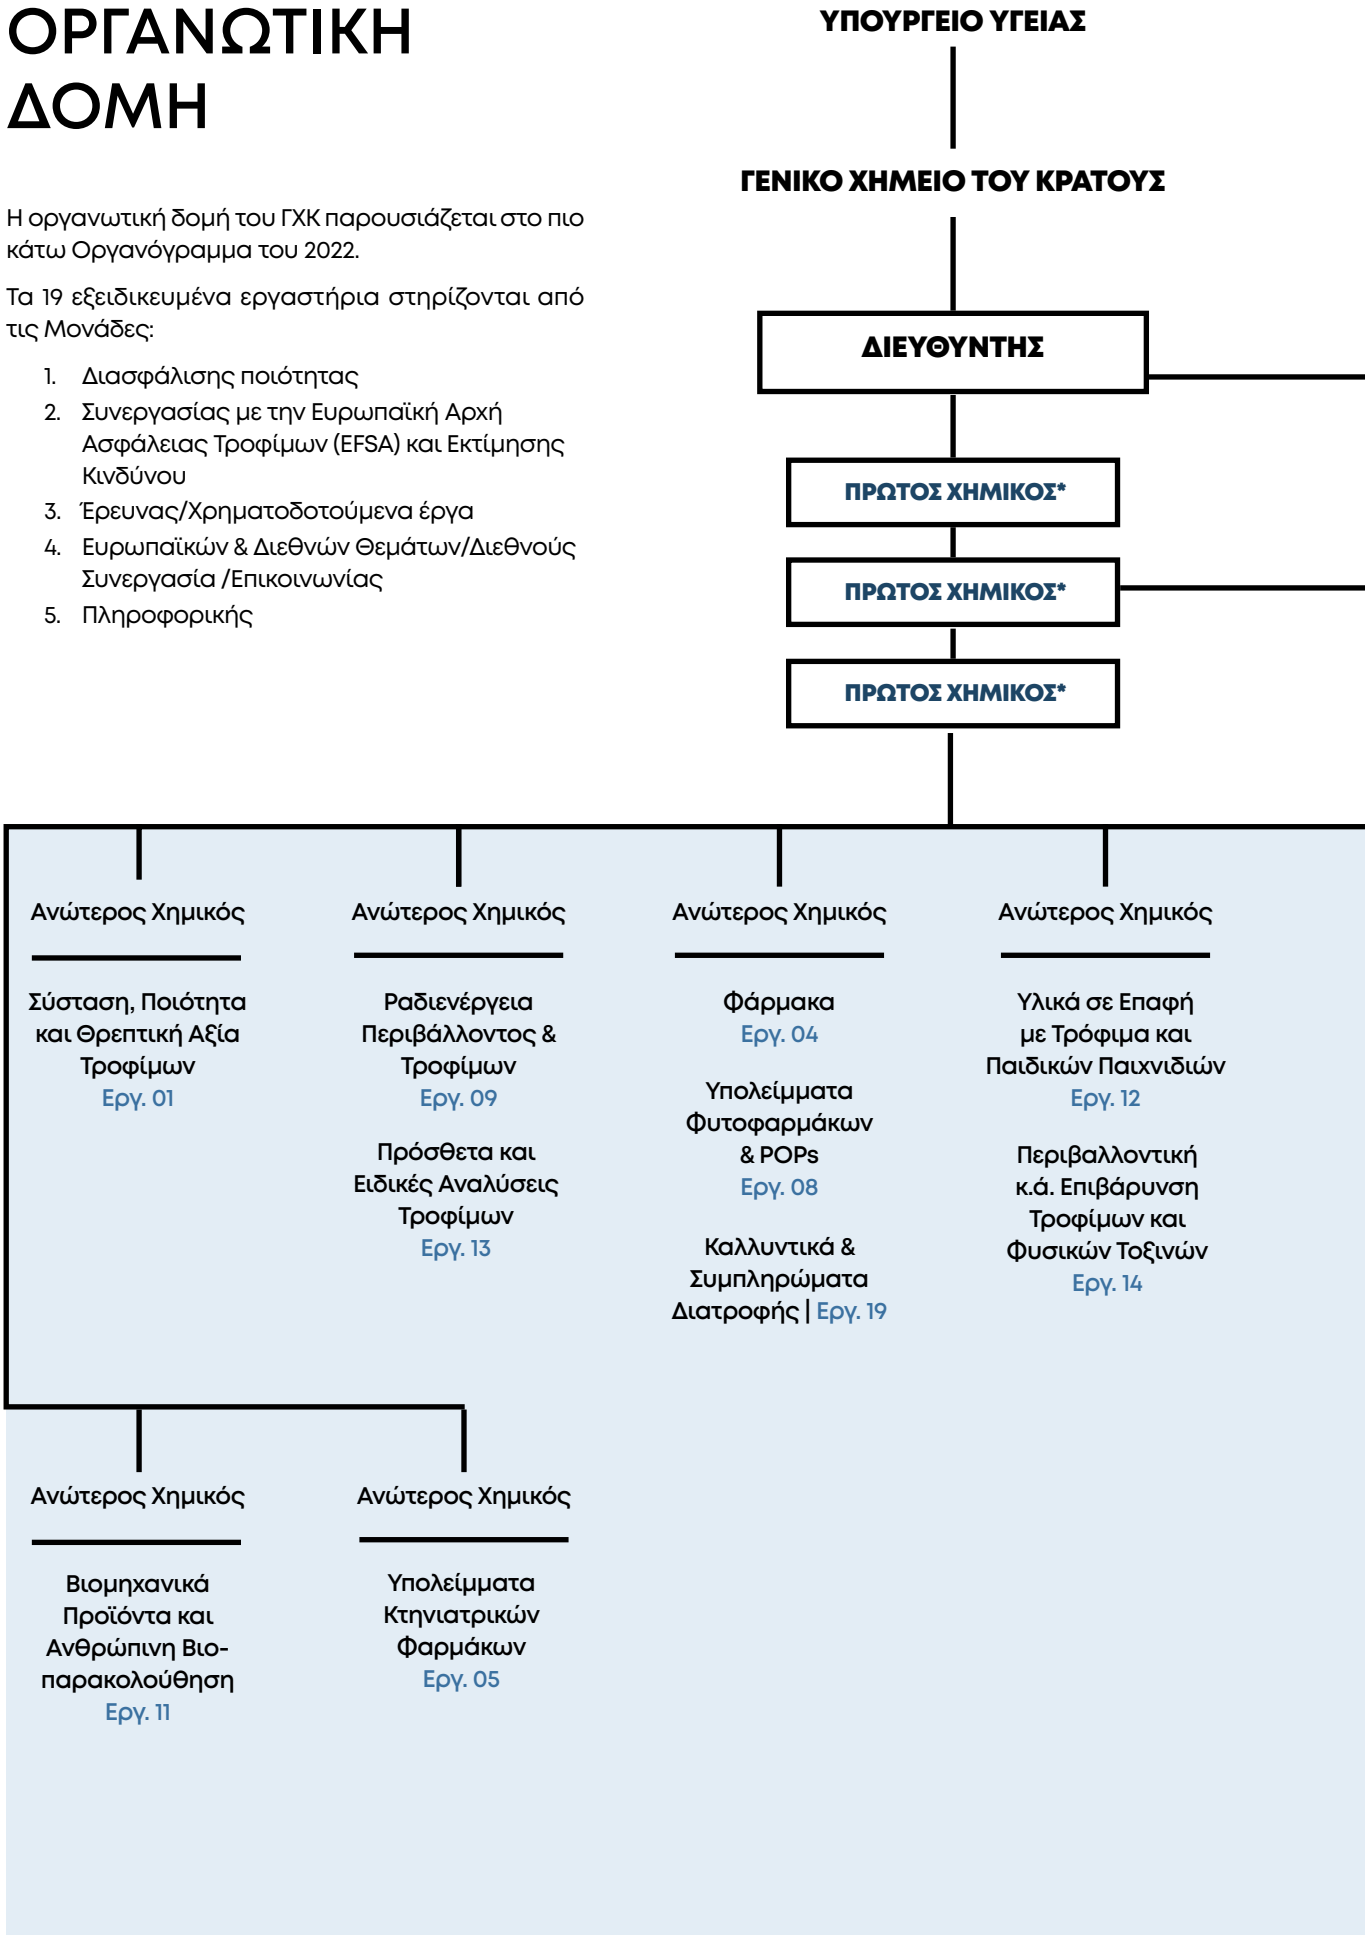 ΟΡΓΑΝΩΤΙΚΗ
ΔΟΜΗ
Η οργανωτική δομή του ΓΧΚ παρουσιάζεται στο πιο
κάτω Οργανόγραμμα του 2022.
Τα 19 εξειδικευμένα εργαστήρια στηρίζονται από
τις Μονάδες:
1. Διασφάλισης ποιότητας
2. Συνεργασίας με την Ευρωπαϊκή Αρχή
Ασφάλειας Τροφίμων (EFSA) και Εκτίμησης
Κινδύνου
3. Έρευνας/Χρηματοδοτούμενα έργα
4. Ευρωπαϊκών & Διεθνών Θεμάτων/Διεθνούς
Συνεργασία /Επικοινωνίας
5. Πληροφορικής
ΥΠΟΥΡΓΕΙΟ ΥΓΕΙΑΣ
ΓΕΝΙΚΟ ΧΗΜΕΙΟ ΤΟΥ ΚΡΑΤΟΥΣ
ΔΙΕΥΘΥΝΤΗΣ
ΠΡΩΤΟΣ ΧΗΜΙΚΟΣ*
ΠΡΩΤΟΣ ΧΗΜΙΚΟΣ*
ΠΡΩΤΟΣ ΧΗΜΙΚΟΣ*
Ανώτερος Χημικός
Σύσταση, Ποιότητα
και Θρεπτική Αξία
Τροφίμων
Εργ. 01
Ανώτερος Χημικός
Ραδιενέργεια
Περιβάλλοντος &
Τροφίμων
Εργ. 09
Πρόσθετα και
Ειδικές Αναλύσεις
Τροφίμων
Εργ. 13
Ανώτερος Χημικός
Φάρμακα
Εργ. 04
Υπολείμματα
Φυτοφαρμάκων
& POPs
Εργ. 08
Καλλυντικά &
Συμπληρώματα
Διατροφής | Εργ. 19
Ανώτερος Χημικός
Υλικά σε Επαφή
με Τρόφιμα και
Παιδικών Παιχνιδιών
Εργ. 12
Περιβαλλοντική
κ.ά. Επιβάρυνση
Τροφίμων και
Φυσικών Τοξινών
Εργ. 14
Ανώτερος Χημικός
Βιομηχανικά
Προϊόντα και
Ανθρώπινη Βιο-
παρακολούθηση
Εργ. 11
Ανώτερος Χημικός
Υπολείμματα
Κτηνιατρικών
Φαρμάκων
Εργ. 05